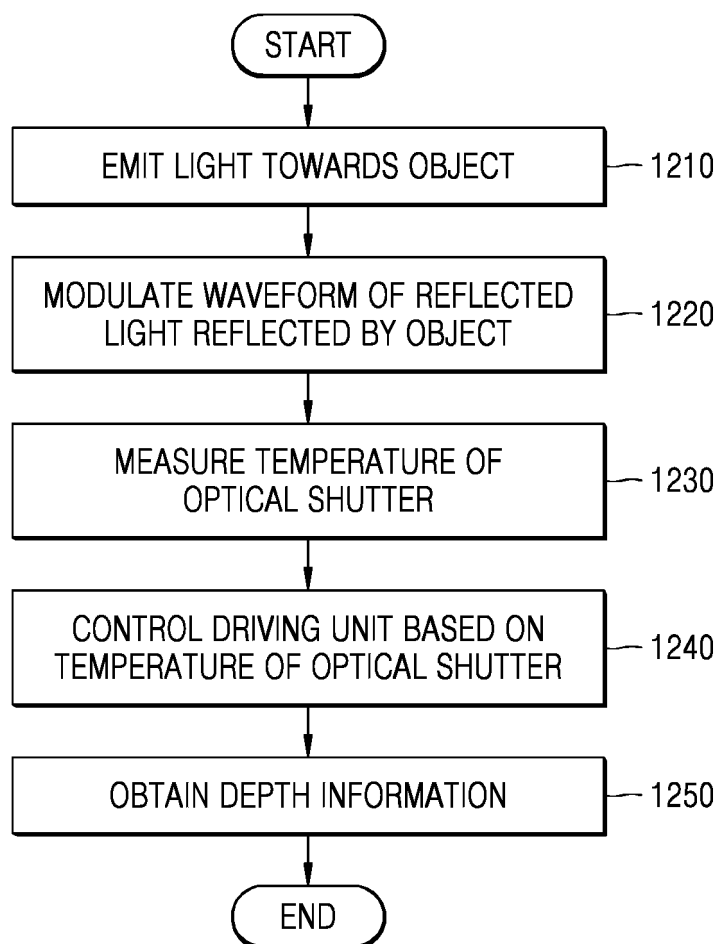 START
EMIT LIGHT TOWARDS OBJECT
1210
MODULATE WAVEFORM OF REFLECTED
LIGHT REFLECTED BY OBJECT
1220
MEASURE TEMPERATURE OF
OPTICAL SHUTTER
1230
CONTROL DRIVING UNIT BASED ON
TEMPERATURE OF OPTICAL SHUTTER
1240
OBTAIN DEPTH INFORMATION
1250
END